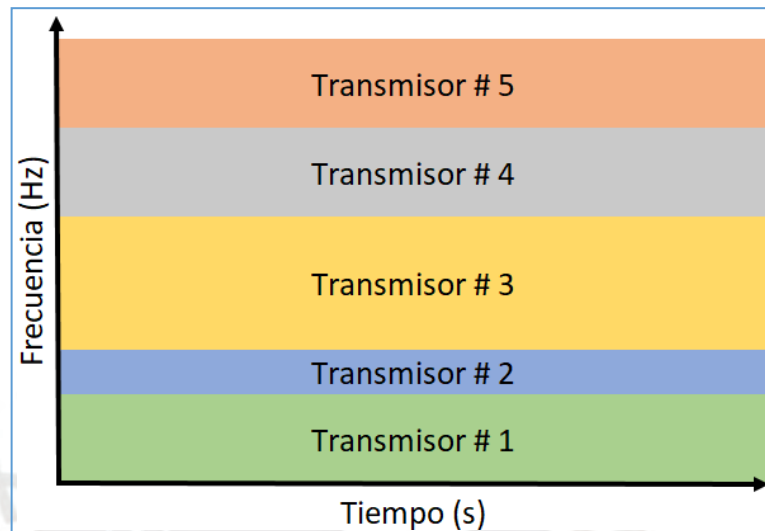 Transmisor # 5
Transmisor # 4
Transmisor # 3
Transmisor # 2
Transmisor # 1
Frecuencia (Hz)
Tiempo (s)